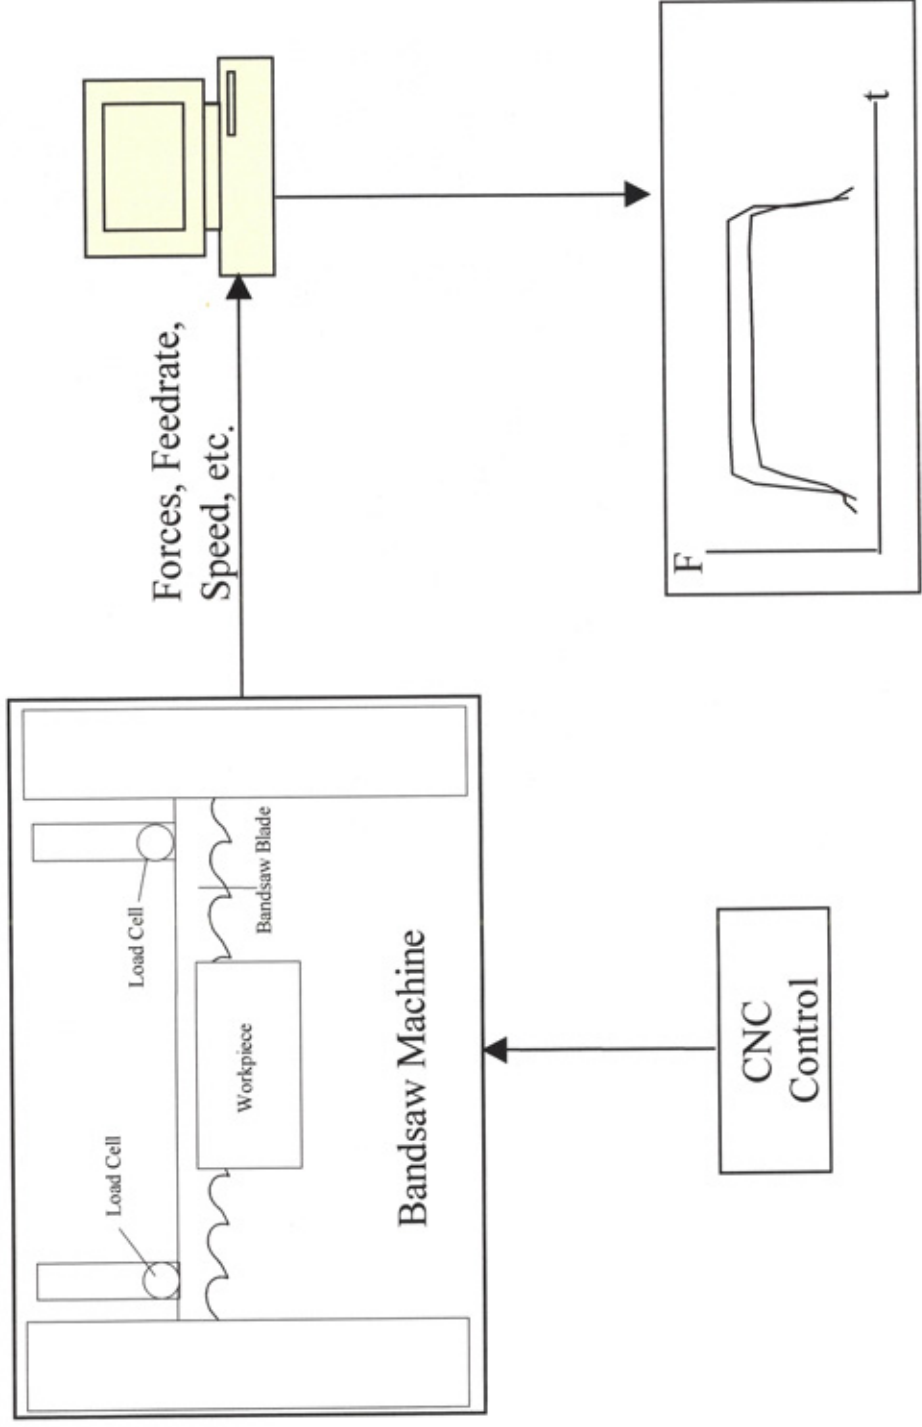 Load Cell
Load Cell
Bandsaw Blade
Workpiece
Bandsaw Machine
Forces, Feedrate,
Speed, etc.
CNC
Control
F
t